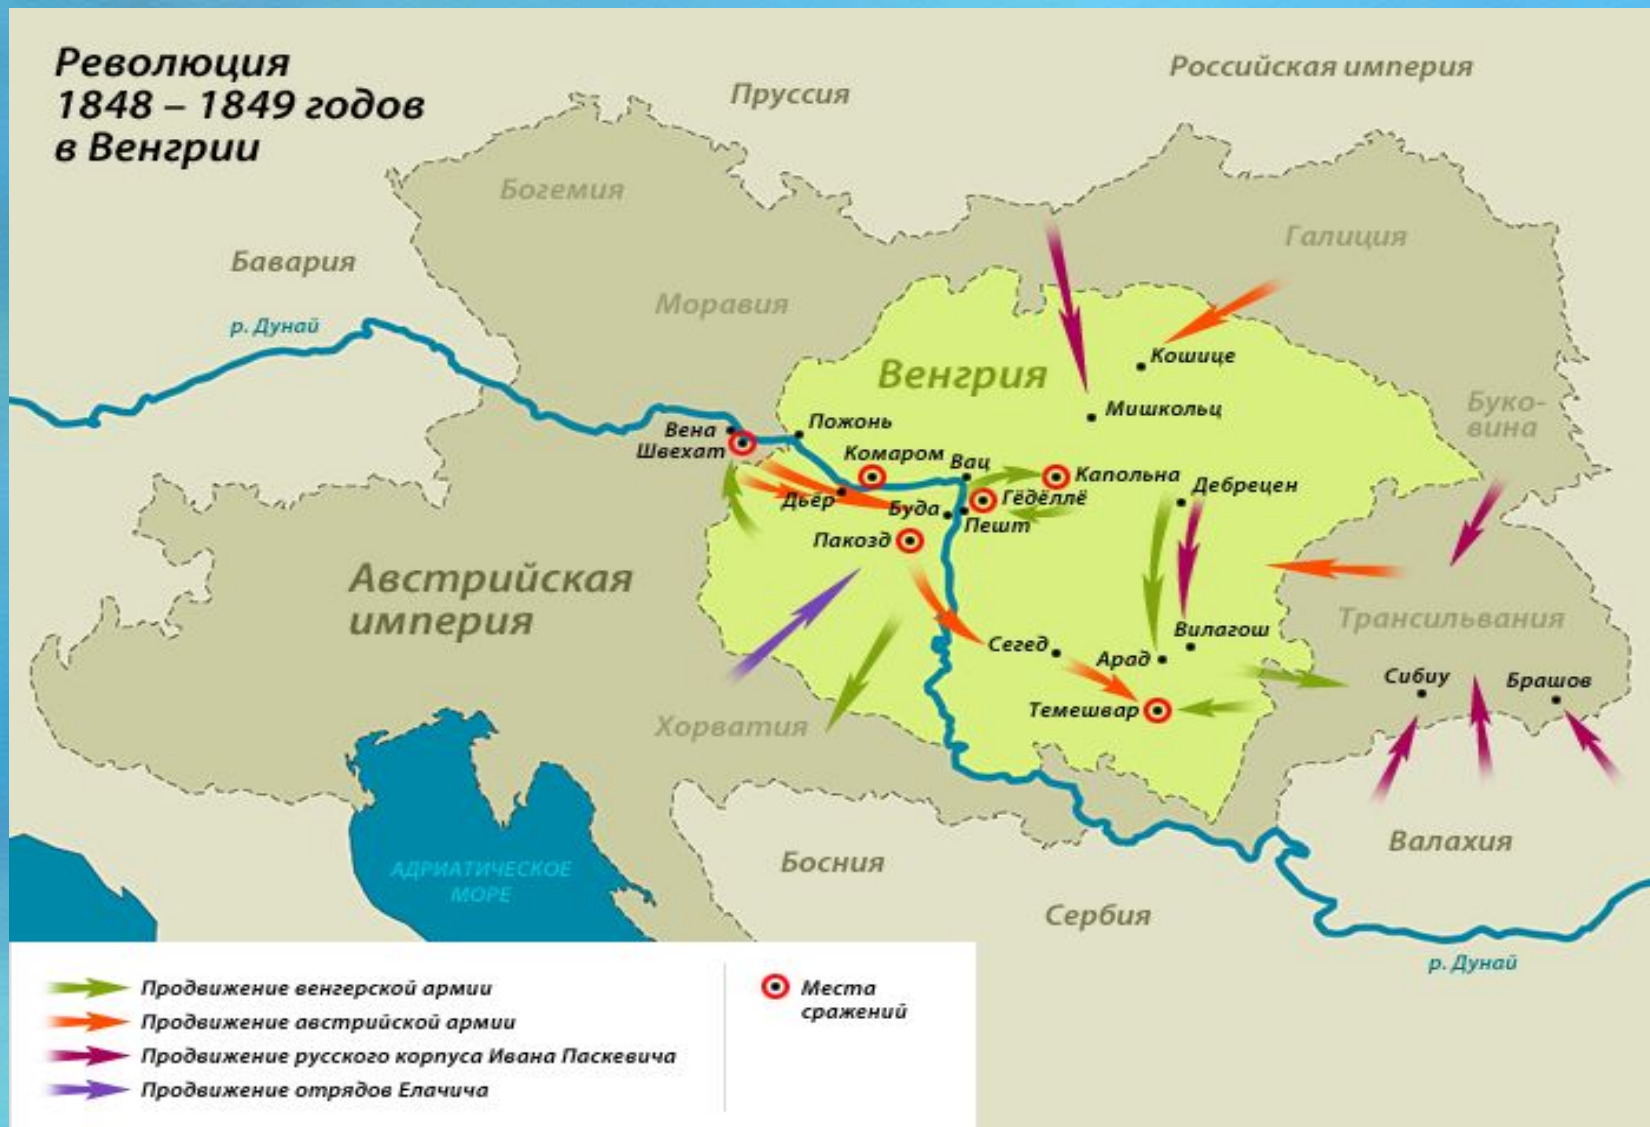 Революция
1848 – 1849 годов
в Венгрии
Пруссия
Российская империя
Богемия
Галиция
Бавария
Моравия
р. Дунай
Кошице
Венгрия
Мишкольц
Буко-
вина
Пожонь
Вена
Швехат
Комаром
Вац
Капольна
Дебрецен
Дьёр
Буда
Гёдёллё
Пешт
Пакозд
Австрийская
империя
Трансильвания
Вилагош
Сегед
Арад
Сибиу
Брашов
Темешвар
Хорватия
Валахия
Босния
АДРИАТИЧЕСКОЕ
МОРЕ
Сербия
р. Дунай
Продвижение венгерской армии
Продвижение австрийской армии
Продвижение русского корпуса Ивана Паскевича
Продвижение отрядов Елачича
Места
сражений